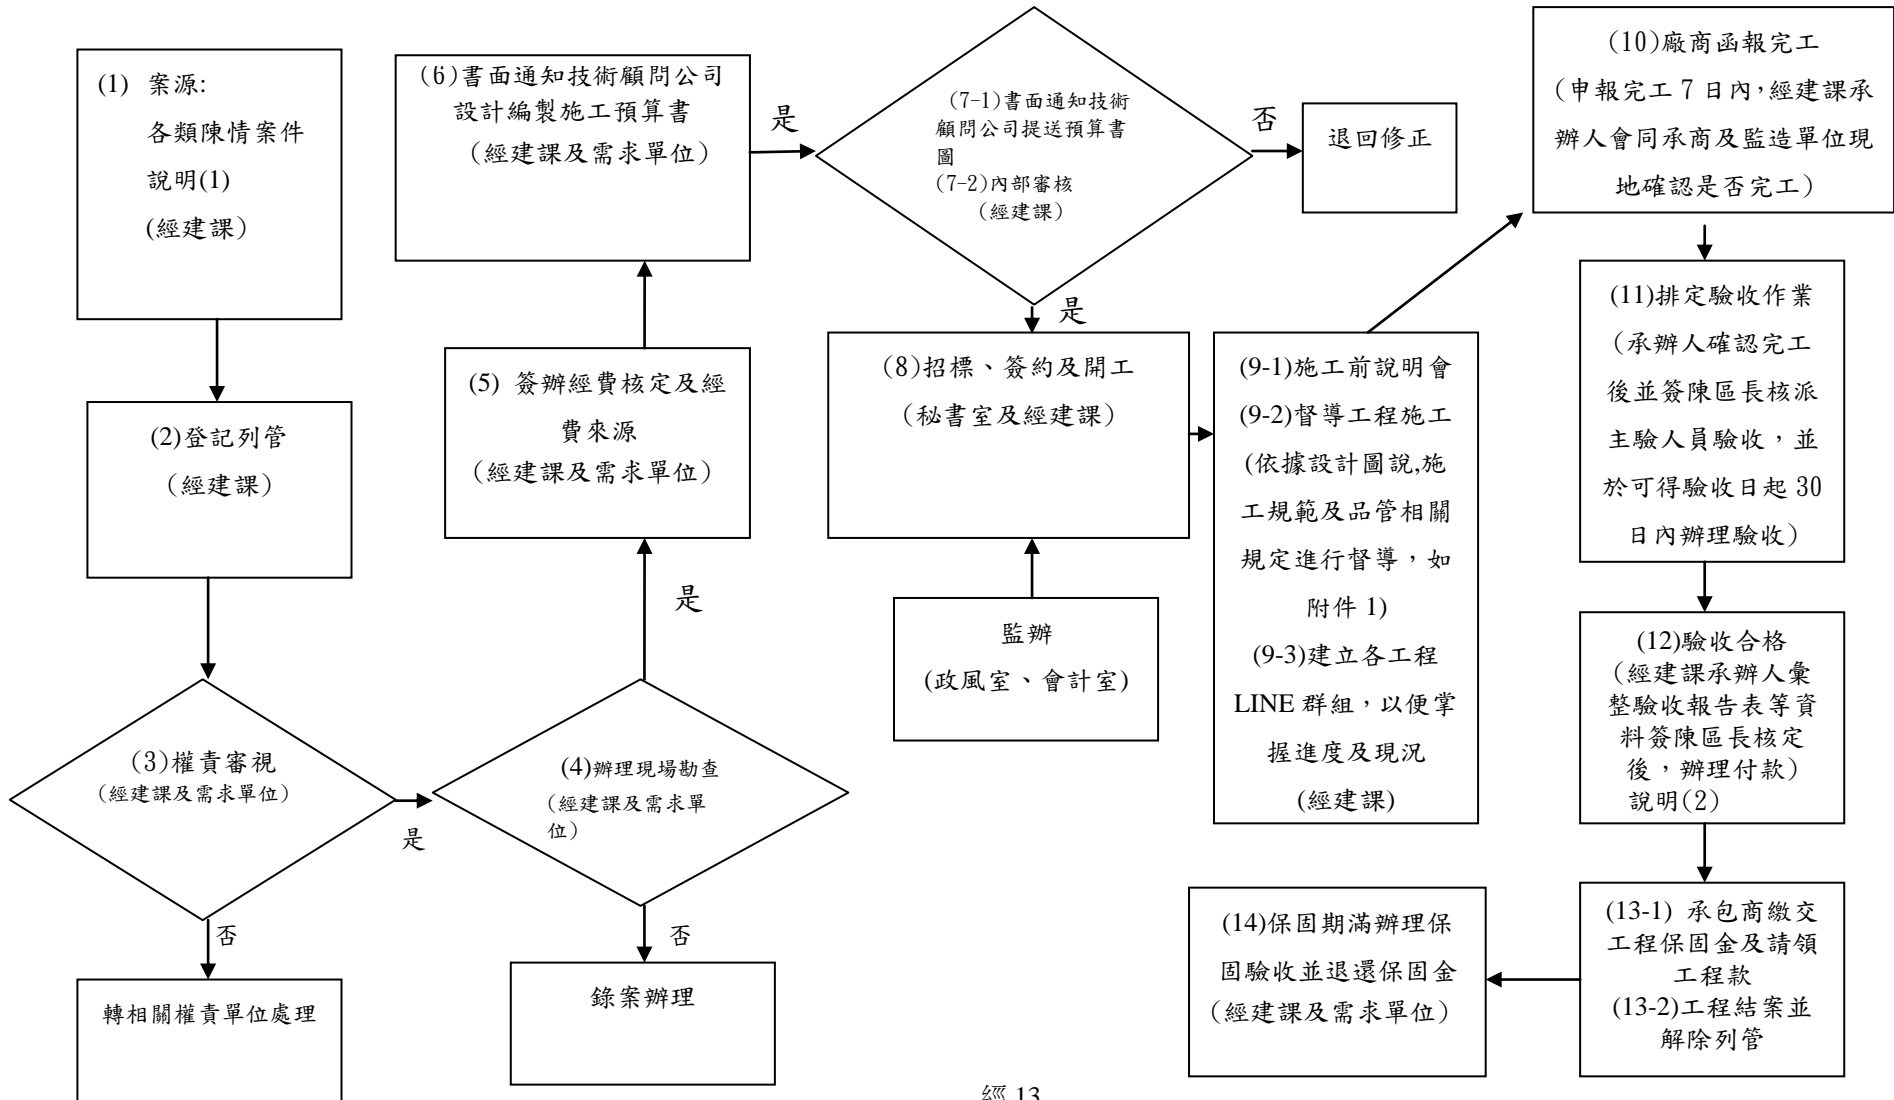 (1) 案源:
各類陳情案件
說明(1)
(經建課)
(2)登記列管
(經建課)
(3)權責審視
(經建課及需求單位)
是
否
轉相關權責單位處理
(4)辦理現場勘查
(經建課及需求單
位)
是
否
錄案辦理
(5) 簽辦經費核定及經
費來源
(經建課及需求單位)
(6)書面通知技術顧問公司
設計編製施工預算書
(經建課及需求單位)
是
(7-1)書面通知技術
顧問公司提送預算書
圖
(7-2)內部審核
(經建課)
否
退回修正
是
(8)招標、簽約及開工
(秘書室及經建課)
監辦
(政風室、會計室)
(9-1)施工前說明會
(9-2)督導工程施工
(依據設計圖說,施
工規範及品管相關
規定進行督導，如
附件 1)
(9-3)建立各工程
LINE 群組，以便掌
握進度及現況
(經建課)
(10)廠商函報完工
(申報完工 7 日內，經建課承
辦人會同承商及監造單位現
地確認是否完工)
(11)排定驗收作業
(承辦人確認完工
後並簽陳區長核派
主驗人員驗收，並
於可得驗收日起 30
日內辦理驗收)
(12)驗收合格
(經建課承辦人彙
整驗收報告表等資
料簽陳區長核定
後，辦理付款)
說明(2)
(13-1) 承包商繳交
工程保固金及請領
工程款
(13-2)工程結案並
解除列管
(14)保固期滿辦理保
固驗收並退還保固金
(經建課及需求單位)
經 13